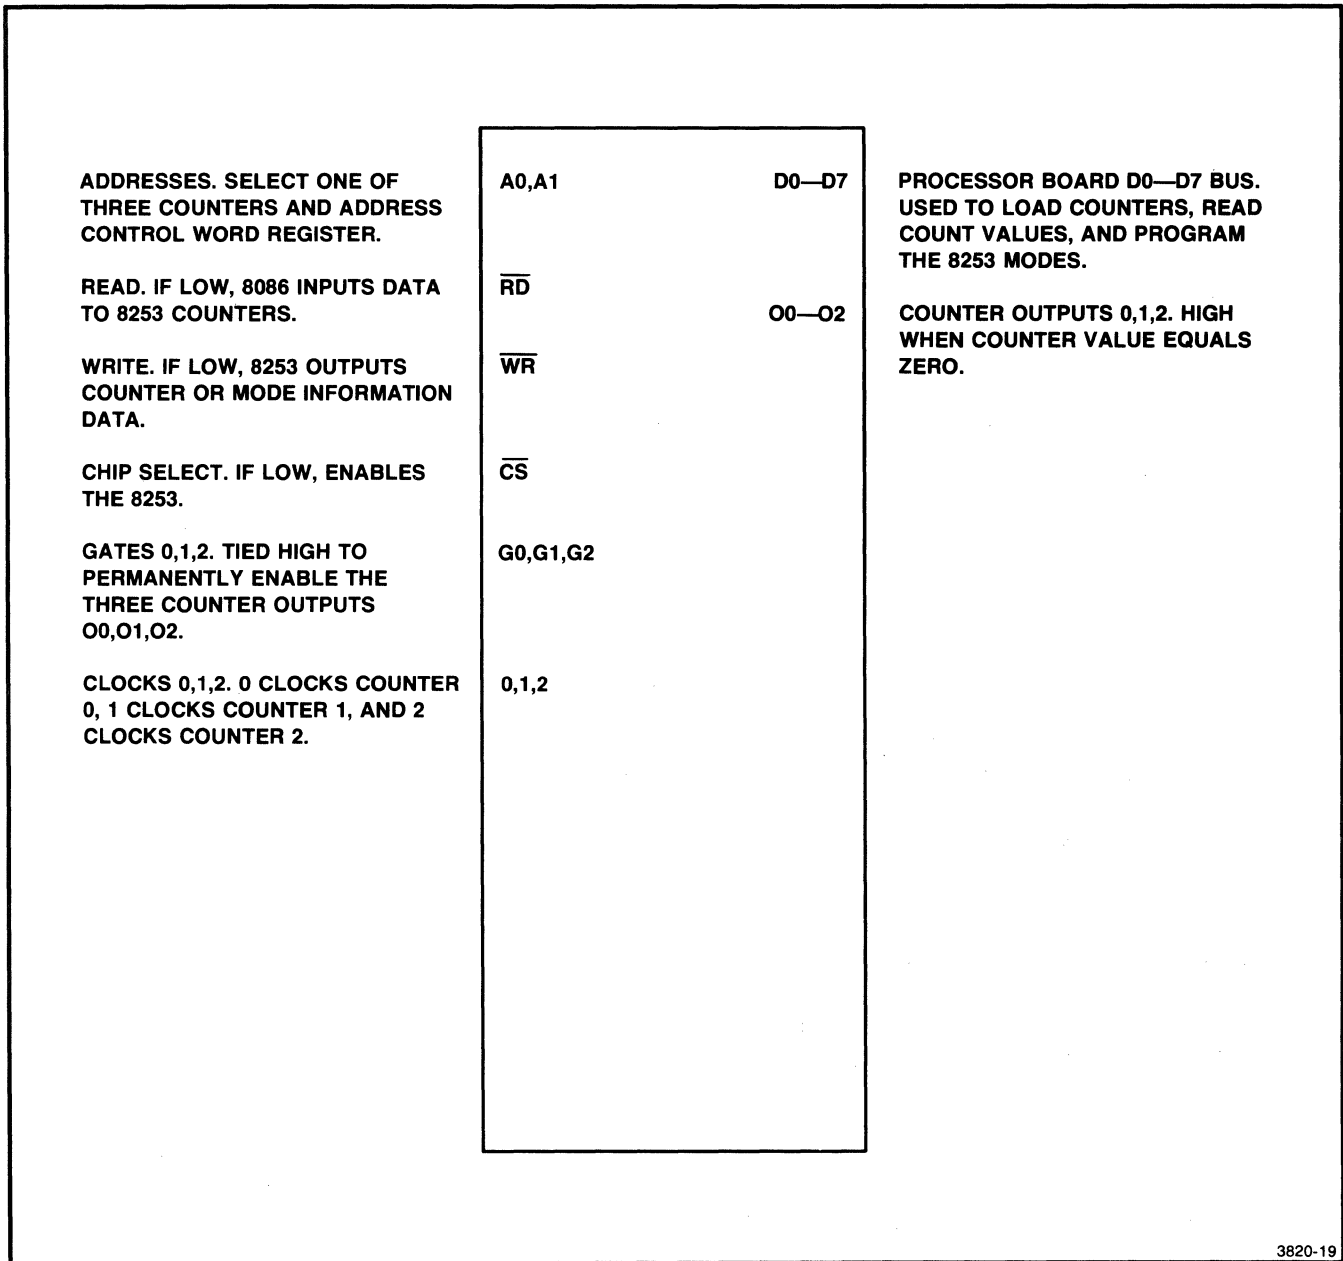 ADDRESSES. SELECT ONE OF
THREE COUNTERS AND ADDRESS
CONTROL WORD REGISTER.
READ. IF LOW, 8086 INPUTS DATA
TO 8253 COUNTERS.
WRITE. IF LOW, 8253 OUTPUTS
COUNTER OR MODE INFORMATION
DATA.
CHIP SELECT. IF LOW, ENABLES
THE 8253.
GATES 0,1,2. TIED HIGH TO
PERMANENTLY ENABLE THE
THREE COUNTER OUTPUTS
O0,O1,O2.
CLOCKS 0,1,2. 0 CLOCKS COUNTER
0, 1 CLOCKS COUNTER 1, AND 2
CLOCKS COUNTER 2.
A0,A1
R̅D̅
W̅R̅
C̅S̅
G0,G1,G2
0,1,2
D0—D7
O0—O2
PROCESSOR BOARD D0—D7 BUS.
USED TO LOAD COUNTERS, READ
COUNT VALUES, AND PROGRAM
THE 8253 MODES.
COUNTER OUTPUTS 0,1,2. HIGH
WHEN COUNTER VALUE EQUALS
ZERO.
3820-19